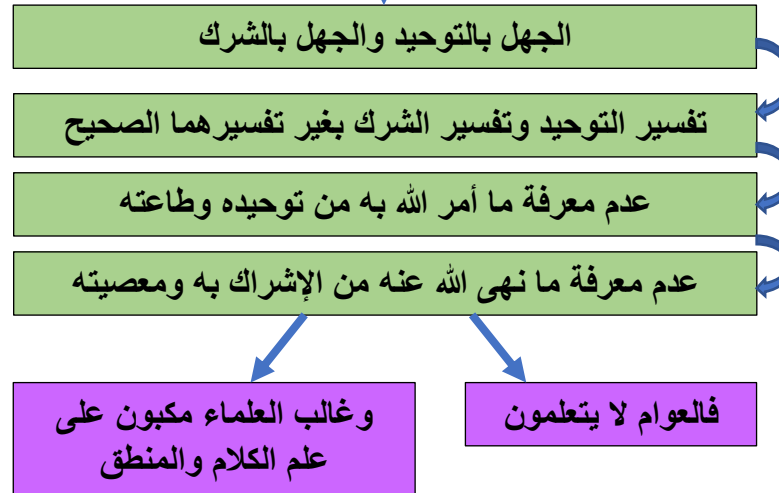 الجهل بالتوحيد والجهل بالشرك
تفسير التوحيد وتفسير الشرك بغير تفسيرهما الصحيح
عدم معرفة ما أمر الله به من توحيده وطاعته
عدم معرفة ما نهى الله عنه من الإشراك به ومعصيته
فالعوام لا يتعلمون
وغالب العلماء مكبون على
علم الكلام والمنطق